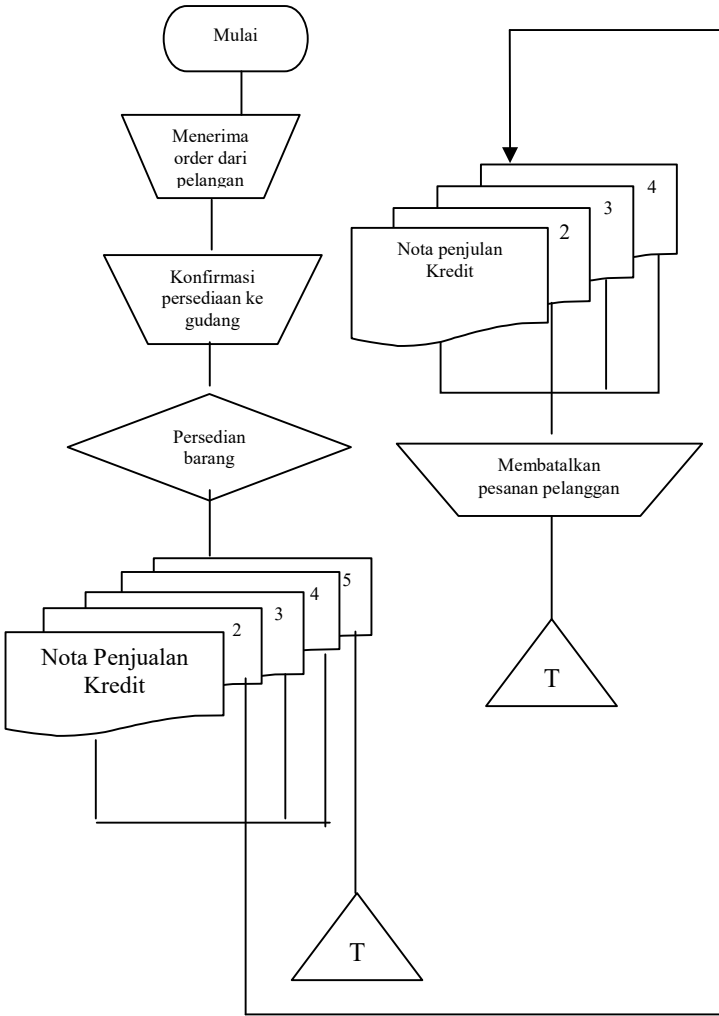 Mulai
Menerima
order dari
pelangan
Konfirmasi
persediaan ke
gudang
Persedian
barang
5
4
3
2
Nota Penjualan
Kredit
T
4
3
2
Nota penjulan
Kredit
Membatalkan
pesanan pelanggan
T